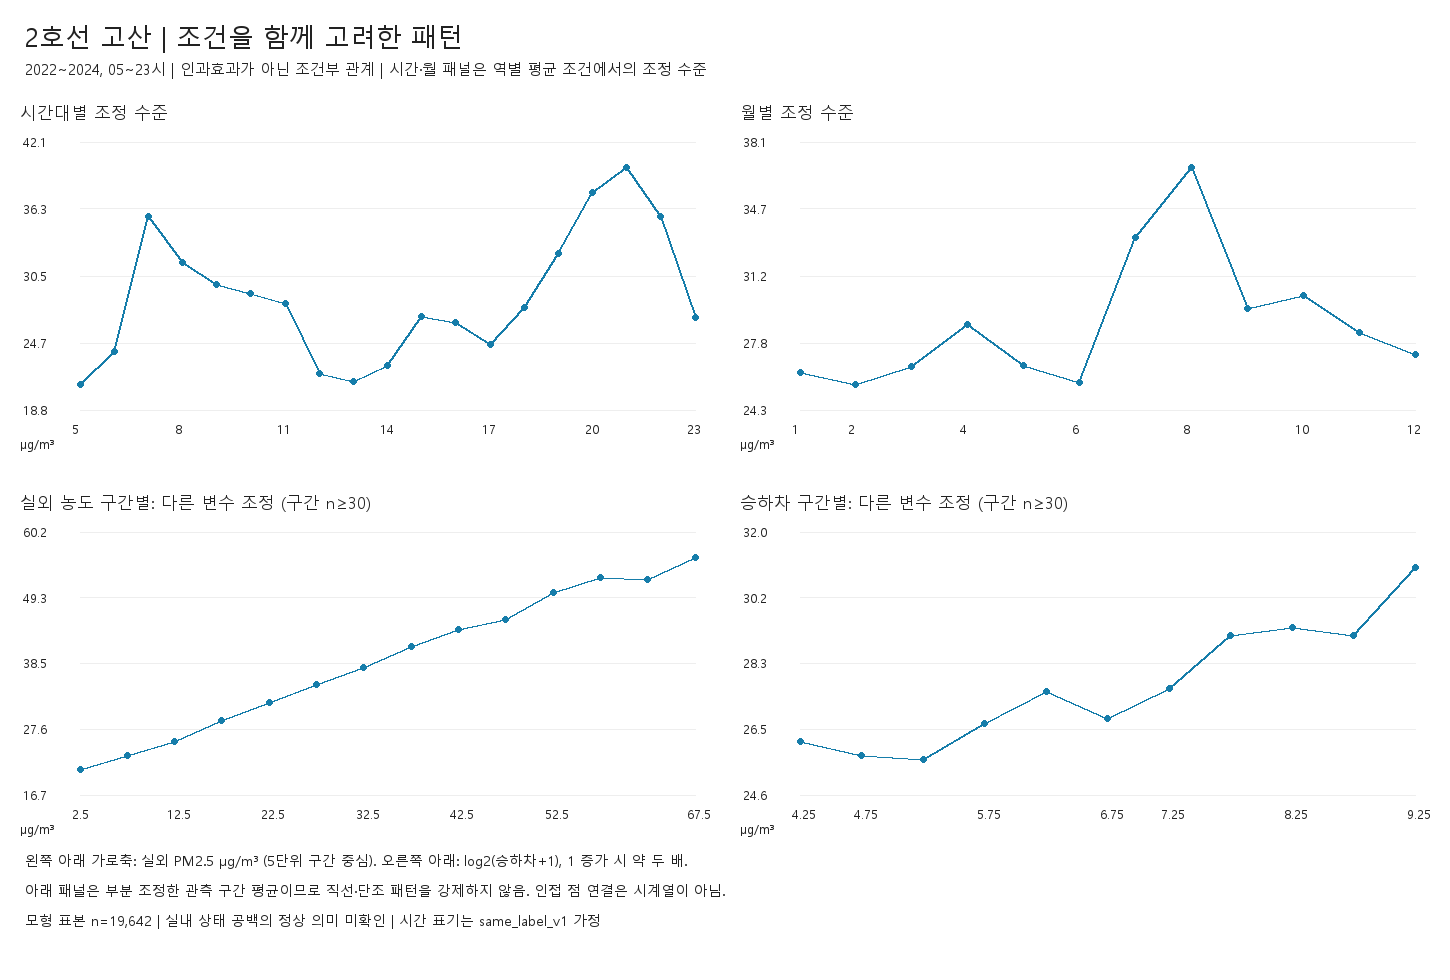 2호선 고산 | 조건을 함께 고려한 패턴
2022~2024, 05~23시 | 인과효과가 아닌 조건부 관계 | 시간·월 패널은 역별 평균 조건에서의 조정 수준
시간대별 조정 수준
42.1
36.3
30.5
24.7
18.8
5 8 11 14 17 20 23
µg/m³
월별 조정 수준
38.1
34.7
31.2
27.8
24.3
1 2 4 6 8 10 12
µg/m³
실외 농도 구간별: 다른 변수 조정 (구간 n≥30)
60.2
49.3
38.5
27.6
16.7
2.5 12.5 22.5 32.5 42.5 52.5 67.5
µg/m³
승하차 구간별: 다른 변수 조정 (구간 n≥30)
32.0
30.2
28.3
26.5
24.6
4.25 4.75 5.75 6.75 7.25 8.25 9.25
µg/m³
왼쪽 아래 가로축: 실외 PM2.5 µg/m³ (5단위 구간 중심). 오른쪽 아래: log2(승하차+1), 1 증가 시 약 두 배.
아래 패널은 부분 조정한 관측 구간 평균이므로 직선·단조 패턴을 강제하지 않음. 인접 점 연결은 시계열이 아님.
모형 표본 n=19,642 | 실내 상태 공백의 정상 의미 미확인 | 시간 표기는 same_label_v1 가정